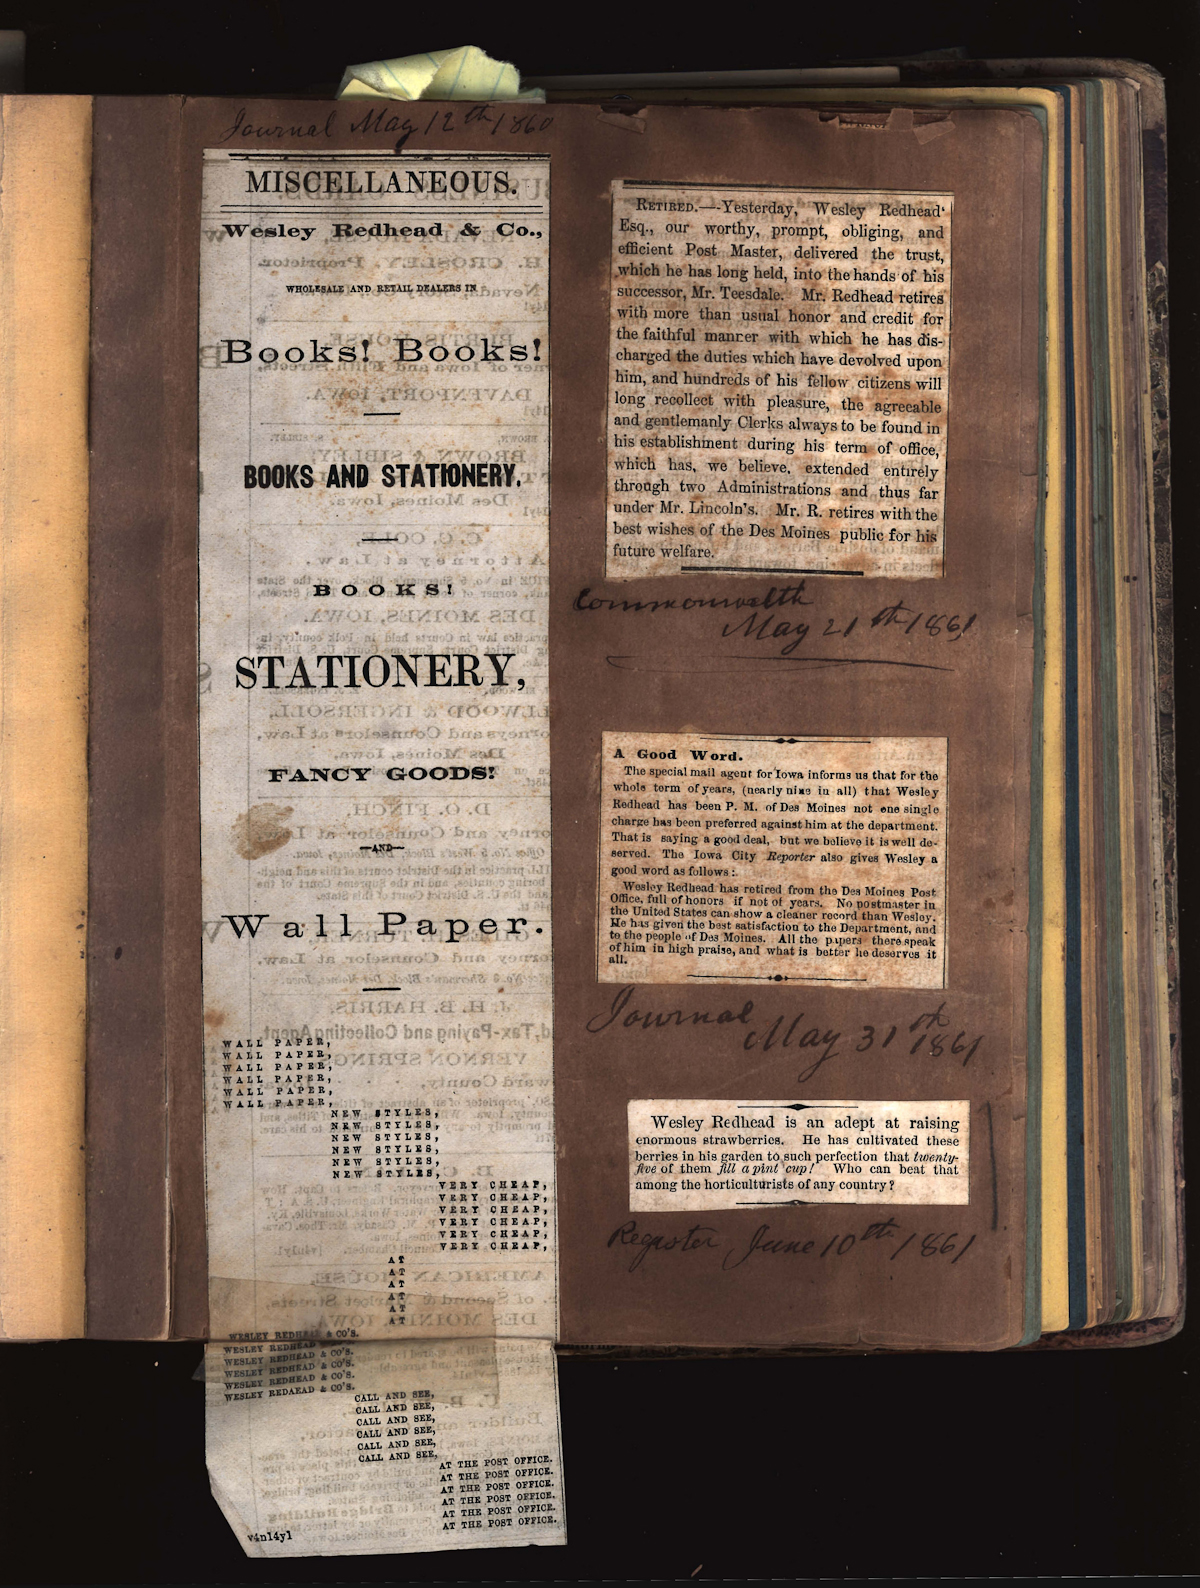 Journal May 12th 1860
MISCELLANEOUS.
Wesley Redhead & Co.,
WHOLESALE AND RETAIL DEALERS IN
Books! Books!
BOOKS AND STATIONERY,
BOOKS!
STATIONERY,
FANCY GOODS!
—AND—
Wall Paper.
WALL PAPER,
WALL PAPER,
WALL PAPER,
WALL PAPER,
WALL PAPER,
WALL PAPER,
NEW STYLES,
NEW STYLES,
NEW STYLES,
NEW STYLES,
NEW STYLES,
NEW STYLES,
VERY CHEAP,
VERY CHEAP,
VERY CHEAP,
VERY CHEAP,
VERY CHEAP,
VERY CHEAP,
AT
AT
AT
AT
AT
AT
WESLEY REDHEAD & CO'S.
WESLEY REDHEAD & CO'S.
WESLEY REDHEAD & CO'S.
WESLEY REDHEAD & CO'S.
WESLEY REDHEAD & CO'S.
WESLEY REDAEAD & CO'S.
CALL AND SEE,
CALL AND SEE,
CALL AND SEE,
CALL AND SEE,
CALL AND SEE,
CALL AND SEE,
AT THE POST OFFICE.
AT THE POST OFFICE.
AT THE POST OFFICE.
AT THE POST OFFICE.
AT THE POST OFFICE.
AT THE POST OFFICE.
v4n14y1
RETIRED.—Yesterday, Wesley Redhead
Esq., our worthy, prompt, obliging, and
efficient Post Master, delivered the trust,
which he has long held, into the hands of his
successor, Mr. Teesdale. Mr. Redhead retires
with more than usual honor and credit for
the faithful manner with which he has dis-
charged the duties which have devolved upon
him, and hundreds of his fellow citizens will
long recollect with pleasure, the agreeable
and gentlemanly Clerks always to be found in
his establishment during his term of office,
which has, we believe, extended entirely
through two Administrations and thus far
under Mr. Lincoln's. Mr. R. retires with the
best wishes of the Des Moines public for his
future welfare.
Commonwelth
May 21th 1861
A Good Word.
The special mail agent for Iowa informs us that for the
whole term of years, (nearly nine in all) that Wesley
Redhead has been P. M. of Des Moines not one single
charge has been preferred against him at the department.
That is saying a good deal, but we believe it is well de-
served. The Iowa City Reporter also gives Wesley a
good word as follows:
Wesley Redhead has retired from the Des Moines Post
Office, full of honors if not of years. No postmaster in
the United States can show a cleaner record than Wesley.
He has given the best satisfaction to the Department, and
to the people of Des Moines. All the papers there speak
of him in high praise, and what is better he deserves it
all.
Journal
May 31th 1861
Wesley Redhead is an adept at raising
enormous strawberries. He has cultivated these
berries in his garden to such perfection that twenty-
five of them fill a pint cup! Who can beat that
among the horticulturists of any country?
Register June 10th 1861